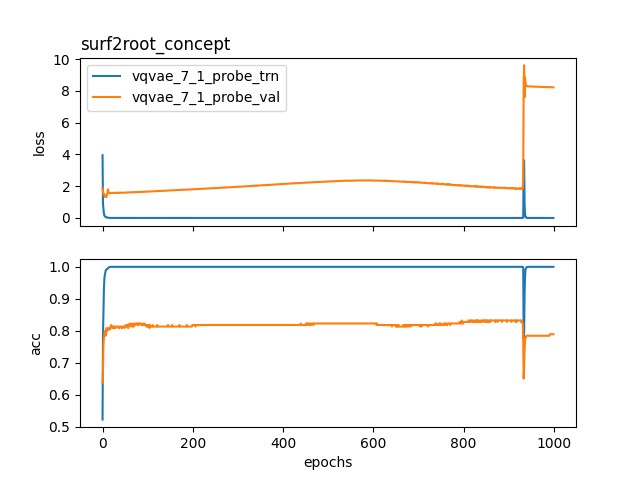 surf2root_concept
10
8
6
4
2
0
loss
vqvae_7_1_probe_trn
vqvae_7_1_probe_val
1.0
0.9
0.8
0.7
0.6
0.5
acc
0 200 400 600 800 1000
epochs